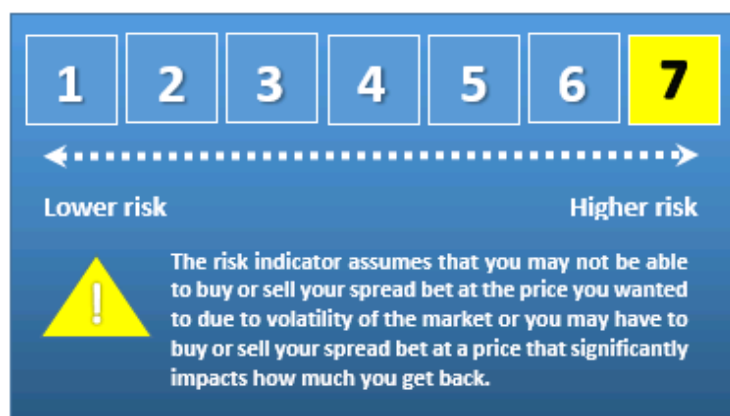 1 2 3 4 5 6 7
Lower risk Higher risk
!
The risk indicator assumes that you may not be able
to buy or sell your spread bet at the price you wanted
to due to volatility of the market or you may have to
buy or sell your spread bet at a price that significantly
impacts how much you get back.